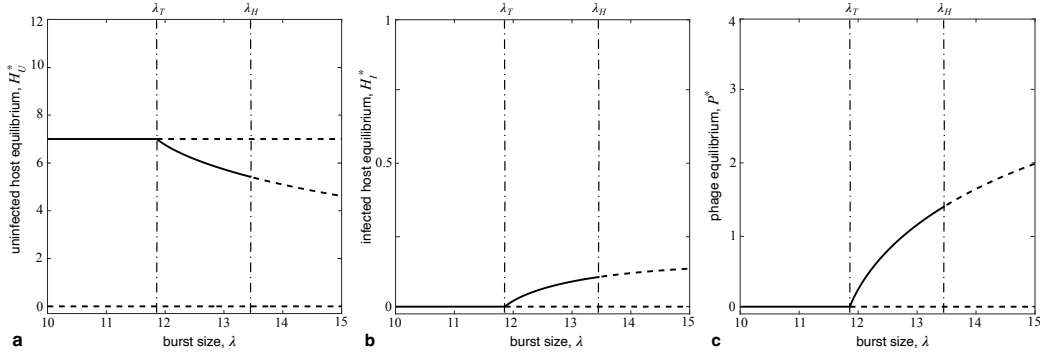 λT λH
12
10
8
6
4
2
0
uninfected host equilibrium, H*U
10 11 12 13 14 15
a burst size, λ
λT λH
1
0.5
0
infected host equilibrium, H*I
10 11 12 13 14 15
b burst size, λ
λT λH
4
3
2
1
0
phage equilibrium, P*
10 11 12 13 14 15
c burst size, λ